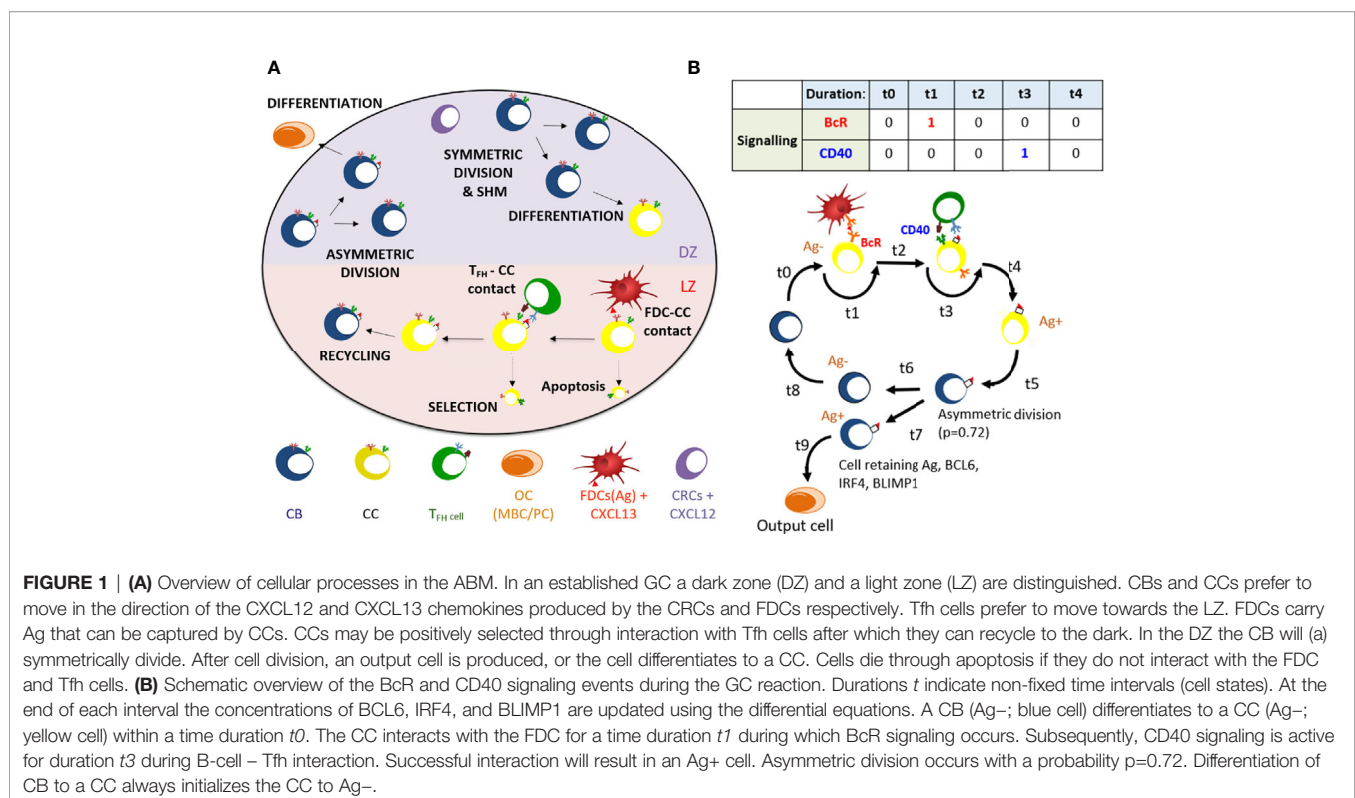 A
DIFFERENTIATION
SYMMETRIC
DIVISION
& SHM
DIFFERENTIATION
ASYMMETRIC
DIVISION
DZ
TFH - CC
contact
LZ
FDC-CC
contact
RECYCLING
Apoptosis
SELECTION
CB
CC
TFH cell
OC
(MBC/PC)
FDCs(Ag) +
CXCL13
CRCs +
CXCL12
B
Duration: t0 t1 t2 t3 t4
Signalling
BcR 0 1 0 0 0
CD40 0 0 0 1 0
Ag-
BcR
CD40
t0
t1
t2
t3
t4
Ag+
t5
Ag-
t6
t8
Asymmetric division
(p=0.72)
Ag+
t7
t9
Cell retaining Ag, BCL6,
IRF4, BLIMP1
Output cell
FIGURE 1 | (A) Overview of cellular processes in the ABM. In an established GC a dark zone (DZ) and a light zone (LZ) are distinguished. CBs and CCs prefer to
move in the direction of the CXCL12 and CXCL13 chemokines produced by the CRCs and FDCs respectively. Tfh cells prefer to move towards the LZ. FDCs carry
Ag that can be captured by CCs. CCs may be positively selected through interaction with Tfh cells after which they can recycle to the dark. In the DZ the CB will (a)
symmetrically divide. After cell division, an output cell is produced, or the cell differentiates to a CC. Cells die through apoptosis if they do not interact with the FDC
and Tfh cells. (B) Schematic overview of the BcR and CD40 signaling events during the GC reaction. Durations t indicate non-fixed time intervals (cell states). At the
end of each interval the concentrations of BCL6, IRF4, and BLIMP1 are updated using the differential equations. A CB (Ag−; blue cell) differentiates to a CC (Ag−;
yellow cell) within a time duration t0. The CC interacts with the FDC for a time duration t1 during which BcR signaling occurs. Subsequently, CD40 signaling is active
for duration t3 during B-cell – Tfh interaction. Successful interaction will result in an Ag+ cell. Asymmetric division occurs with a probability p=0.72. Differentiation of
CB to a CC always initializes the CC to Ag−.